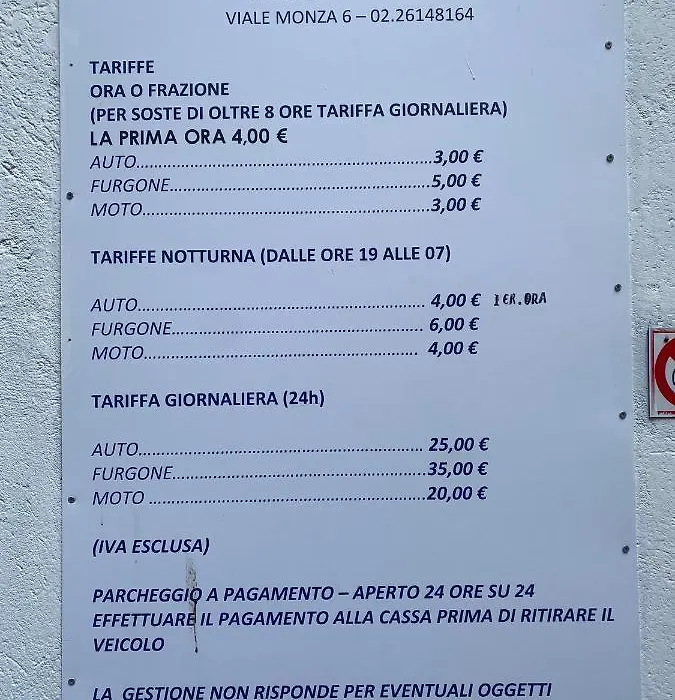 VIALE MONZA 6 – 02.26148164
TARIFFE
ORA O FRAZIONE
(PER SOSTE DI OLTRE 8 ORE TARIFFA GIORNALIERA)
LA PRIMA ORA 4,00 €
AUTO......................................................................3,00 €
FURGONE..............................................................5,00 €
MOTO.....................................................................3,00 €
TARIFFE NOTTURNA (DALLE ORE 19 ALLE 07)
AUTO..................................................................... 4,00 € PER.ORA
FURGONE............................................................. 6,00 €
MOTO................................................................... 4,00 €
TARIFFA GIORNALIERA (24h)
AUTO.................................................................... 25,00 €
FURGONE.............................................................35,00 €
MOTO ...................................................................20,00 €
(IVA ESCLUSA)
PARCHEGGIO A PAGAMENTO – APERTO 24 ORE SU 24
EFFETTUARE IL PAGAMENTO ALLA CASSA PRIMA DI RITIRARE IL
VEICOLO
LA GESTIONE NON RISPONDE PER EVENTUALI OGGETTI